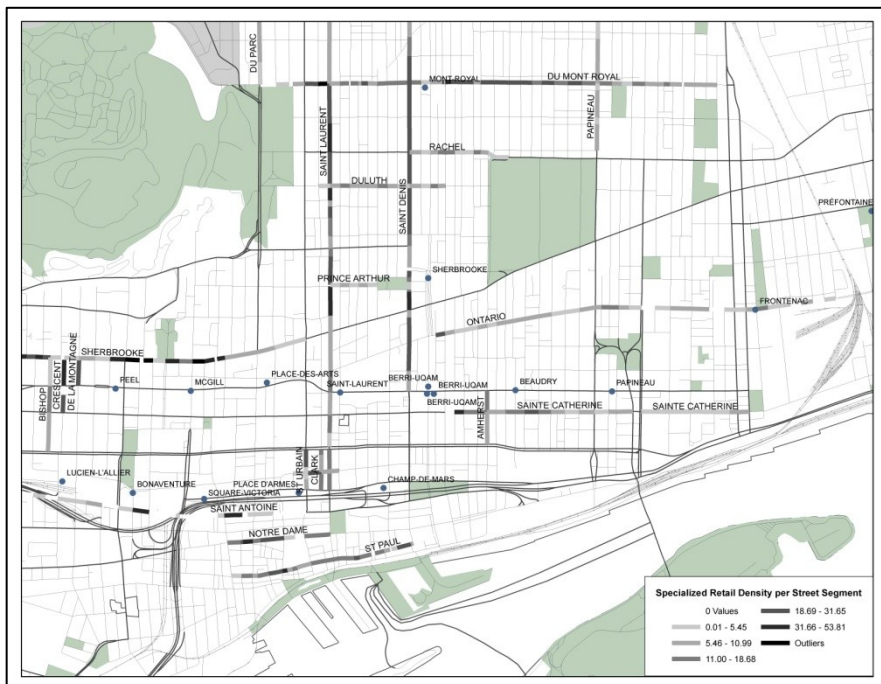 DU PARC
MONT-ROYAL
DU MONT ROYAL
SAINT LAURENT
PAPINEAU
RACHEL
DULUTH
SAINT DENIS
PRÉFONTAINE
SHERBROOKE
PRINCE ARTHUR
FRONTENAC
ONTARIO
SHERBROOKE
BISHOP
CRESCENT
DE LA MONTAGNE
PEEL
MCGILL
PLACE-DES-ARTS
SAINT-LAURENT
BERRI-UQAM
BERRI-UQAM
BERRI-UQAM
BEAUDRY
PAPINEAU
AMHERST
SAINTE CATHERINE
SAINTE CATHERINE
LUCIEN-L'ALLIER
BONAVENTURE
SQUARE-VICTORIA
PLACE D'ARMES
ST URBAIN
CLARK
CHAMP-DE-MARS
SAINT ANTOINE
NOTRE DAME
ST PAUL
Specialized Retail Density per Street Segment
0 Values
0.01 - 5.45
5.46 - 10.99
11.00 - 18.68
18.69 - 31.65
31.66 - 53.81
Outliers